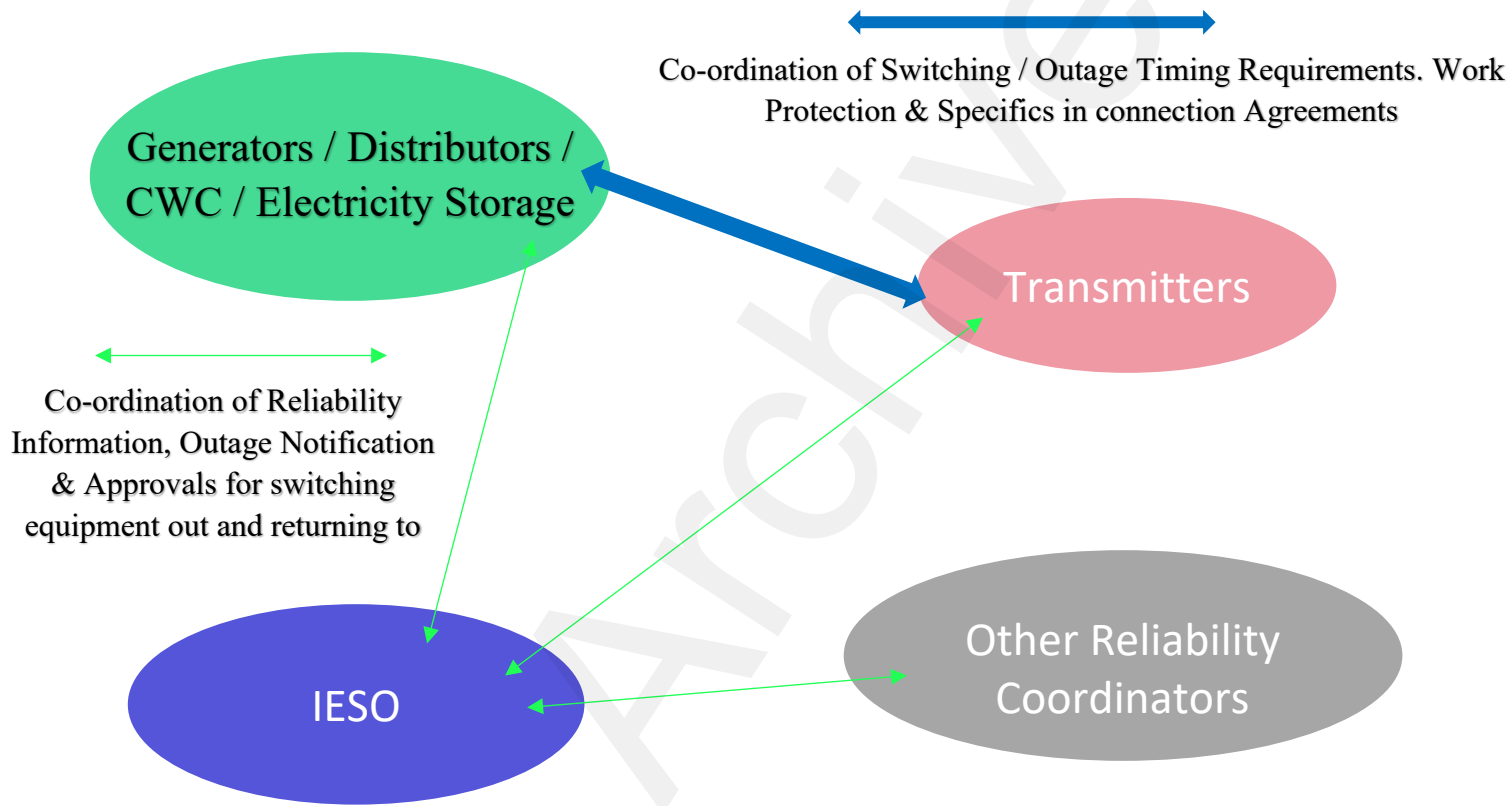 Co-ordination of Switching / Outage Timing Requirements. Work
Protection & Specifics in connection Agreements
Generators / Distributors /
CWC / Electricity Storage
Transmitters
Co-ordination of Reliability
Information, Outage Notification
& Approvals for switching
equipment out and returning to
IESO
Other Reliability
Coordinators
Archive